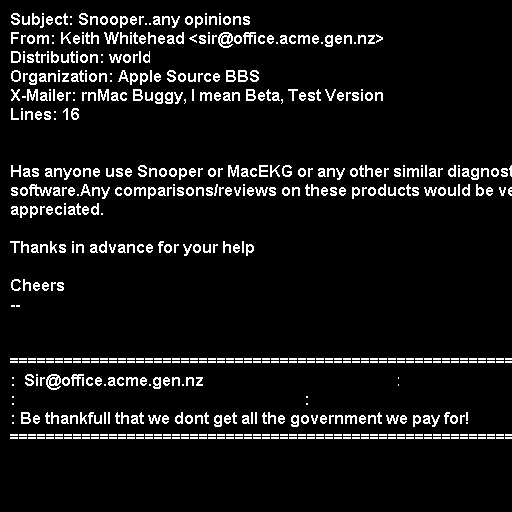 Subject: Snooper..any opinions
From: Keith Whitehead <sir@office.acme.gen.nz>
Distribution: world
Organization: Apple Source BBS
X-Mailer: rnMac Buggy, I mean Beta, Test Version
Lines: 16
Has anyone use Snooper or MacEKG or any other similar diagnost
software.Any comparisons/reviews on these products would be ve
appreciated.
Thanks in advance for your help
Cheers
--
=========================================================
: Sir@office.acme.gen.nz :
: :
: Be thankfull that we dont get all the government we pay for!
=========================================================